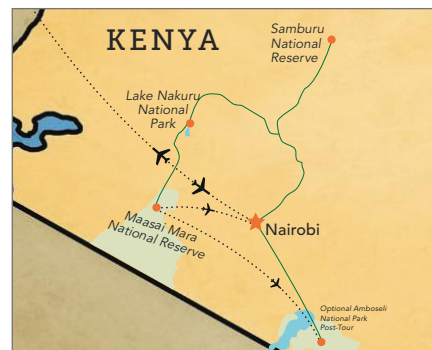 KENYA
Samburu
National
Reserve
Lake Nakuru
National
Park
Maasai Mara
National Reserve
Nairobi
Optional Amboseli
National Park
Post-Tour